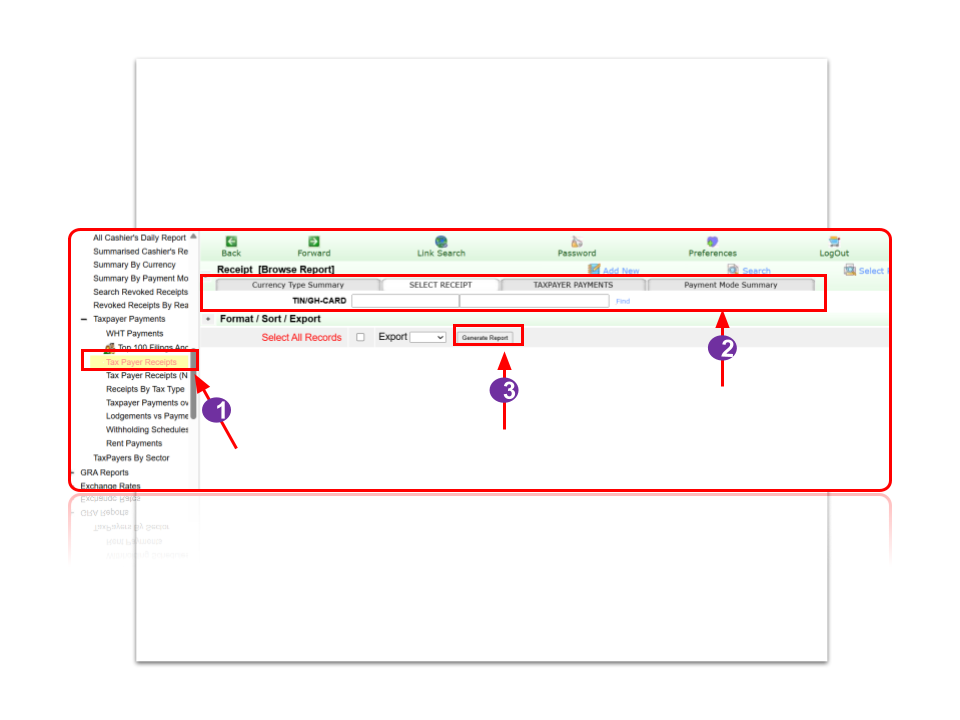 All Cashier's Daily Report
Summarised Cashier's Re
Summary By Currency
Summary By Payment Mo
Search Revoked Receipts
Revoked Receipts By Rea
Taxpayer Payments
WHT Payments
Top 100 Filings And
Tax Payer Receipts
Tax Payer Receipts (N
Receipts By Tax Type
Taxpayer Payments ov
Lodgements vs Payme
Withholding Schedules
Rent Payments
TaxPayers By Sector
GRA Reports
Exchange Rates
Back Forward Link Search Password Preferences LogOut
Receipt [Browse Report] Add New Search Select
Currency Type Summary SELECT RECEIPT TAXPAYER PAYMENTS Payment Mode Summary
TIN/GH-CARD Find
+ Format / Sort / Export
Select All Records Export Generate Report
1
2
3